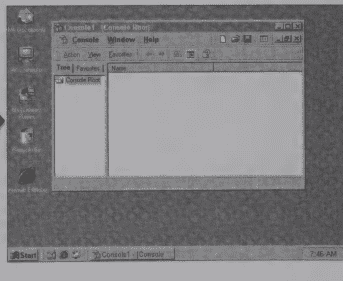 Console1 - [Console Root]
Console Window Help
Action View Favorites
Tree Favorites Name
Console Root
Start Console1 - [Console 7:46 AM